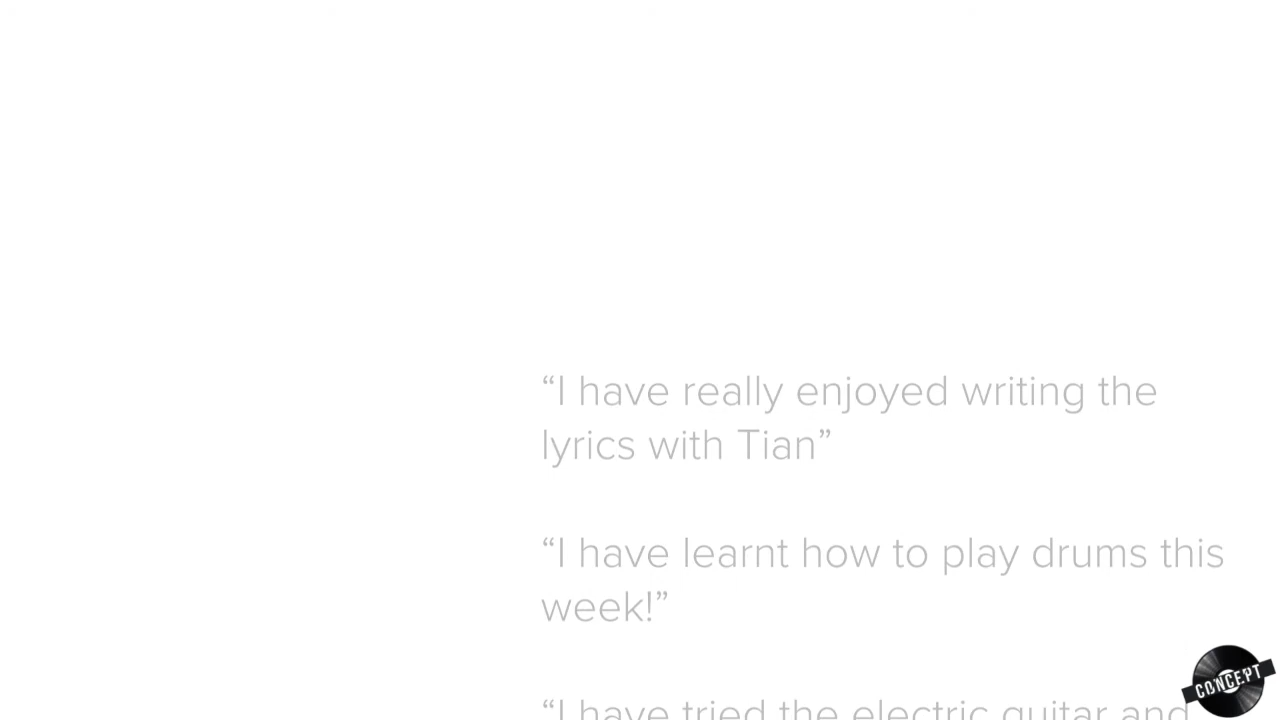 “I have really enjoyed writing the
lyrics with Tian”
“I have learnt how to play drums this
week!”
“I have tried the electric guitar and
CONCEPT